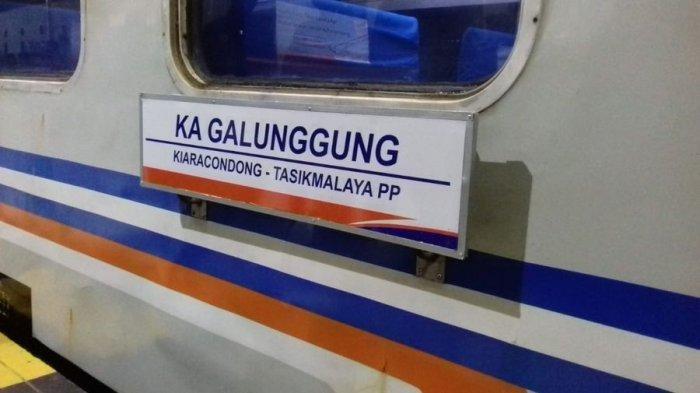 KA GALUNGGUNG
KIARACONDONG - TASIKMALAYA PP